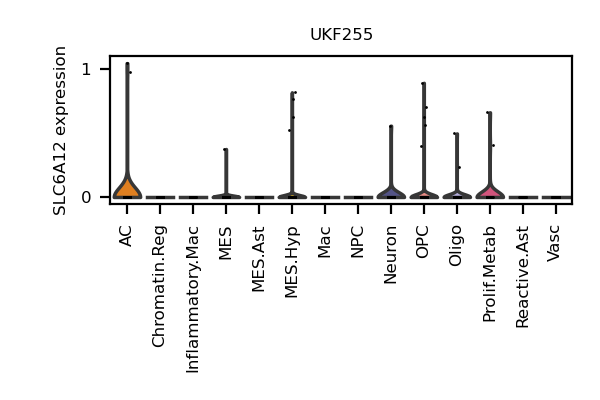 UKF255
SLC6A12 expression
1
0
AC
Chromatin.Reg
Inflammatory.Mac
MES
MES.Ast
MES.Hyp
Mac
NPC
Neuron
OPC
Oligo
Prolif.Metab
Reactive.Ast
Vasc